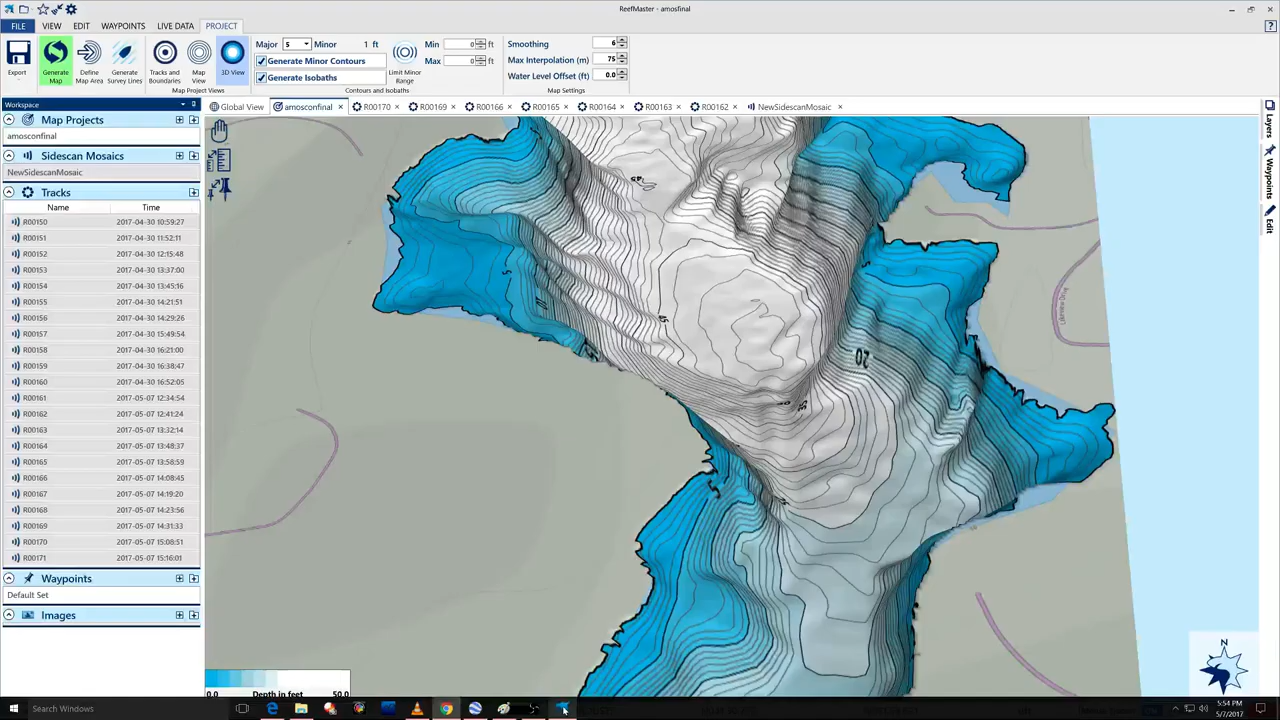 ReefMaster - amosfinal
FILE VIEW EDIT WAYPOINTS LIVE DATA PROJECT
Export
Generate Map
Define Map Area
Generate Survey Lines
Tracks and Boundaries
Map View
3D View
Map Project Views
Major 5 Minor 1 ft
Generate Minor Contours
Generate Isobaths
Limit Minor Range
Min 0 ft
Max 0 ft
Contours and Isobaths
Smoothing 6
Max Interpolation (m) 75
Water Level Offset (ft) 0.0
Map Settings
Workspace
Global View amosconfinal R00170 R00169 R00166 R00165 R00164 R00163 R00162 NewSidescanMosaic
Map Projects
amosconfinal
Sidescan Mosaics
NewSidescanMosaic
Tracks
Name Time
R00150 2017-04-30 10:59:27
R00151 2017-04-30 11:52:11
R00152 2017-04-30 12:15:48
R00153 2017-04-30 13:37:00
R00154 2017-04-30 13:45:16
R00155 2017-04-30 14:21:51
R00156 2017-04-30 14:29:26
R00157 2017-04-30 15:49:54
R00158 2017-04-30 16:21:00
R00159 2017-04-30 16:38:47
R00160 2017-04-30 16:52:05
R00161 2017-05-07 12:34:54
R00162 2017-05-07 12:41:24
R00163 2017-05-07 13:32:14
R00164 2017-05-07 13:48:37
R00165 2017-05-07 13:58:59
R00166 2017-05-07 14:08:45
R00167 2017-05-07 14:19:20
R00168 2017-05-07 14:23:56
R00169 2017-05-07 14:31:33
R00170 2017-05-07 15:08:51
R00171 2017-05-07 15:16:01
Waypoints
Default Set
Images
Layers
Waypoints
Edit
45
20
45
5
N
0.0 Depth in feet 50.0
Search Windows
5:54 PM
5/7/2017